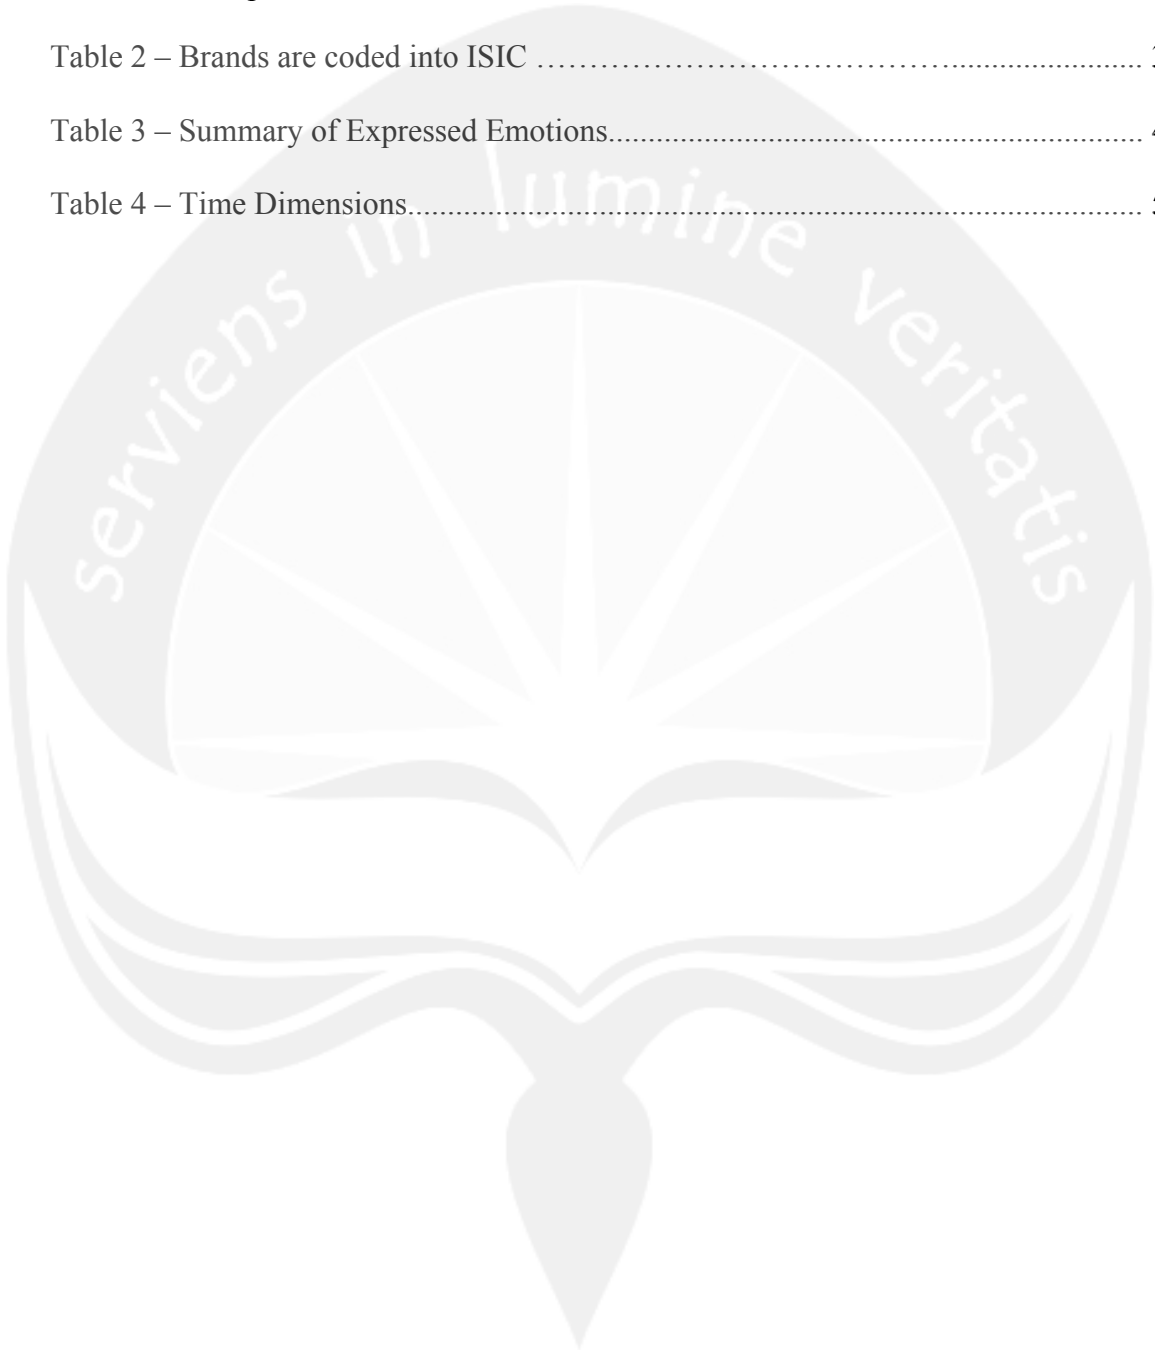 Table 2 – Brands are coded into ISIC ........................................................
Table 3 – Summary of Expressed Emotions........................................................
Table 4 – Time Dimensions........................................................
serviens in lumine veritatis